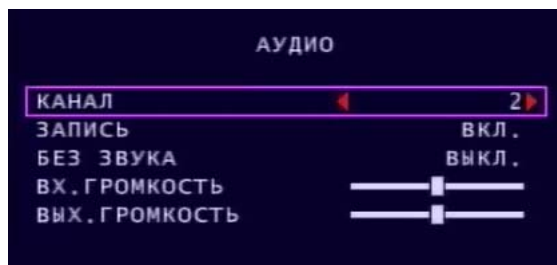 АУДИО
КАНАЛ 2
ЗАПИСЬ ВКЛ.
БЕЗ ЗВУКА ВЫКЛ.
ВХ.ГРОМКОСТЬ
ВЫХ.ГРОМКОСТЬ